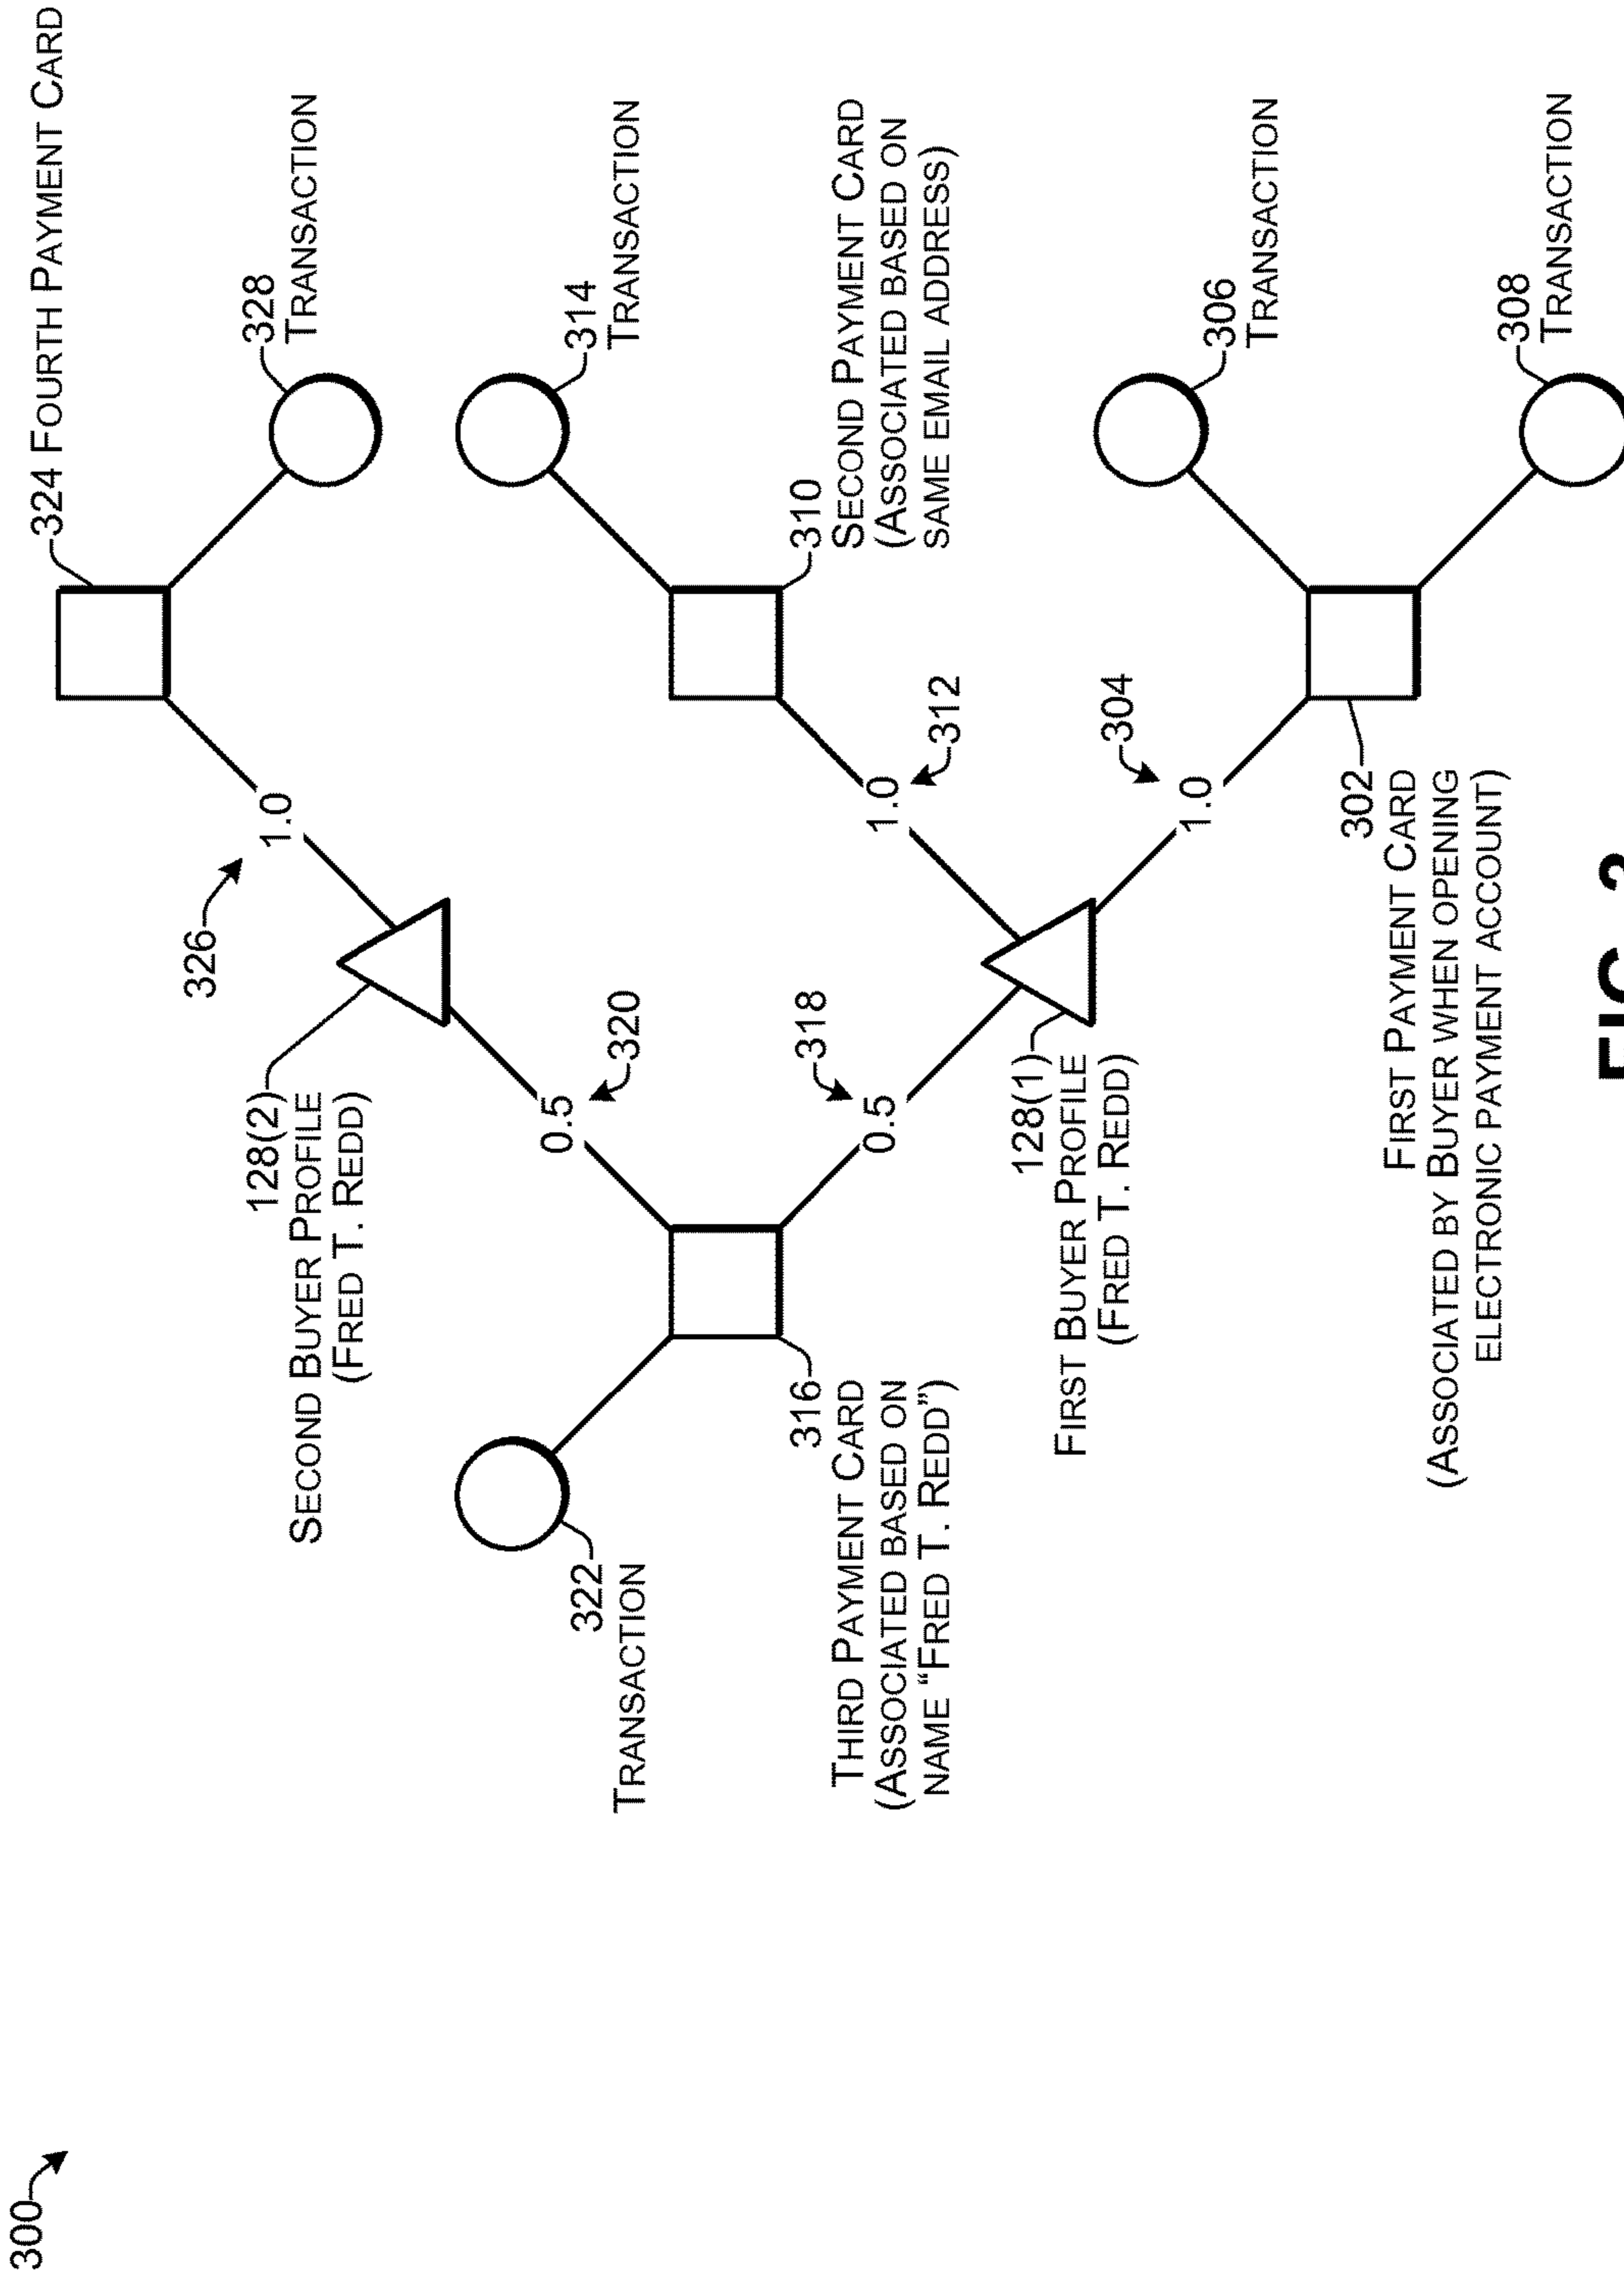 300
324 FOURTH PAYMENT CARD
328
TRANSACTION
326
1.0
128(2)
SECOND BUYER PROFILE
(FRED T. REDD)
314
TRANSACTION
0.5
320
322
TRANSACTION
310
SECOND PAYMENT CARD
(ASSOCIATED BASED ON
SAME EMAIL ADDRESS)
1.0
312
318
0.5
316
THIRD PAYMENT CARD
(ASSOCIATED BASED ON
NAME “FRED T. REDD”)
128(1)
FIRST BUYER PROFILE
(FRED T. REDD)
304
1.0
306
TRANSACTION
302
FIRST PAYMENT CARD
(ASSOCIATED BY BUYER WHEN OPENING
ELECTRONIC PAYMENT ACCOUNT)
308
TRANSACTION